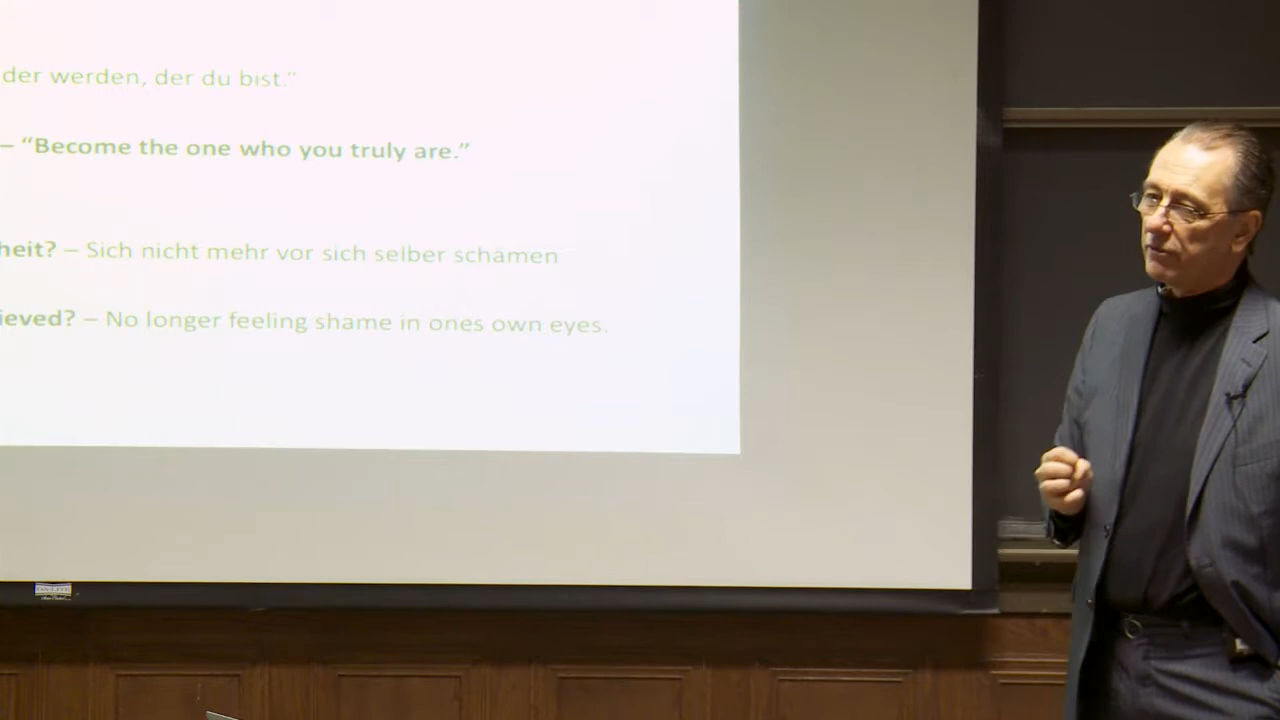 der werden, der du bist.“
– “Become the one who you truly are.”
heit? – Sich nicht mehr vor sich selber schämen
ieved? – No longer feeling shame in ones own eyes.